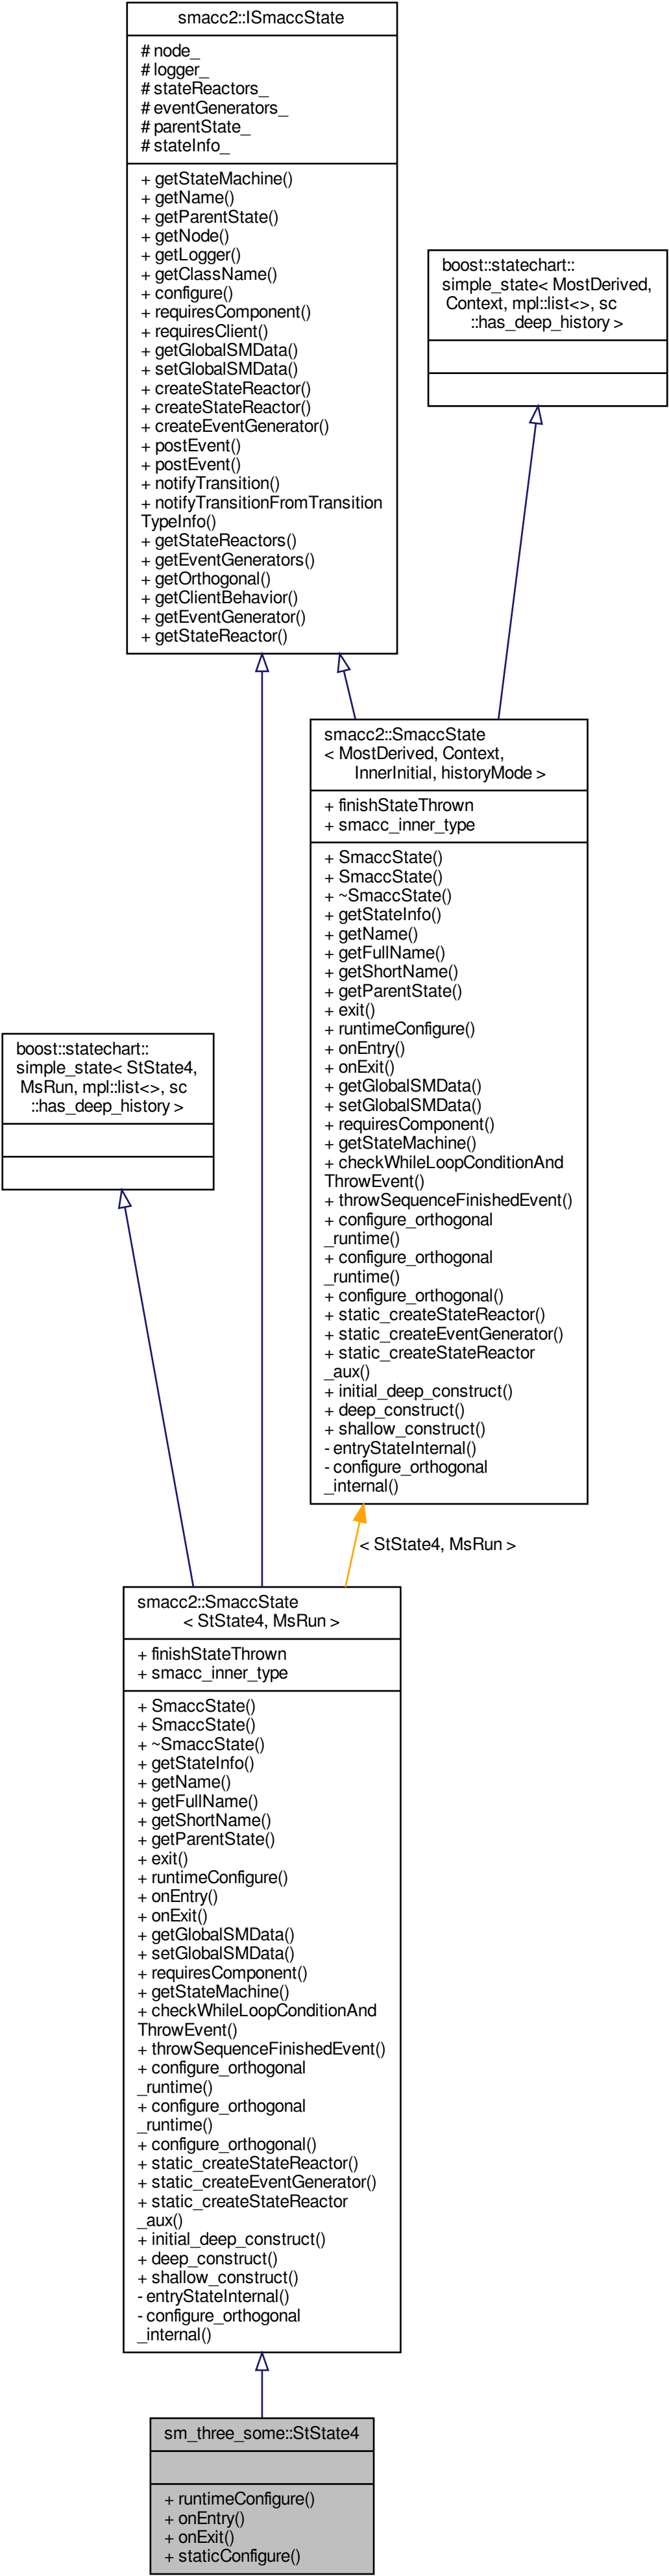 smacc2::ISmaccState
# node_
# logger_
# stateReactors_
# eventGenerators_
# parentState_
# stateInfo_
+ getStateMachine()
+ getName()
+ getParentState()
+ getNode()
+ getLogger()
+ getClassName()
+ configure()
+ requiresComponent()
+ requiresClient()
+ getGlobalSMData()
+ setGlobalSMData()
+ createStateReactor()
+ createStateReactor()
+ createEventGenerator()
+ postEvent()
+ postEvent()
+ notifyTransition()
+ notifyTransitionFromTransition
TypeInfo()
+ getStateReactors()
+ getEventGenerators()
+ getOrthogonal()
+ getClientBehavior()
+ getEventGenerator()
+ getStateReactor()
boost::statechart::
simple_state< MostDerived,
Context, mpl::list<>, sc
::has_deep_history >
smacc2::SmaccState
< MostDerived, Context,
InnerInitial, historyMode >
+ finishStateThrown
+ smacc_inner_type
+ SmaccState()
+ SmaccState()
+ ~SmaccState()
+ getStateInfo()
+ getName()
+ getFullName()
+ getShortName()
+ getParentState()
+ exit()
+ runtimeConfigure()
+ onEntry()
+ onExit()
+ getGlobalSMData()
+ setGlobalSMData()
+ requiresComponent()
+ getStateMachine()
+ checkWhileLoopConditionAnd
ThrowEvent()
+ throwSequenceFinishedEvent()
+ configure_orthogonal
_runtime()
+ configure_orthogonal
_runtime()
+ configure_orthogonal()
+ static_createStateReactor()
+ static_createEventGenerator()
+ static_createStateReactor
_aux()
+ initial_deep_construct()
+ deep_construct()
+ shallow_construct()
- entryStateInternal()
- configure_orthogonal
_internal()
boost::statechart::
simple_state< StState4,
MsRun, mpl::list<>, sc
::has_deep_history >
< StState4, MsRun >
smacc2::SmaccState
< StState4, MsRun >
+ finishStateThrown
+ smacc_inner_type
+ SmaccState()
+ SmaccState()
+ ~SmaccState()
+ getStateInfo()
+ getName()
+ getFullName()
+ getShortName()
+ getParentState()
+ exit()
+ runtimeConfigure()
+ onEntry()
+ onExit()
+ getGlobalSMData()
+ setGlobalSMData()
+ requiresComponent()
+ getStateMachine()
+ checkWhileLoopConditionAnd
ThrowEvent()
+ throwSequenceFinishedEvent()
+ configure_orthogonal
_runtime()
+ configure_orthogonal
_runtime()
+ configure_orthogonal()
+ static_createStateReactor()
+ static_createEventGenerator()
+ static_createStateReactor
_aux()
+ initial_deep_construct()
+ deep_construct()
+ shallow_construct()
- entryStateInternal()
- configure_orthogonal
_internal()
sm_three_some::StState4
+ runtimeConfigure()
+ onEntry()
+ onExit()
+ staticConfigure()